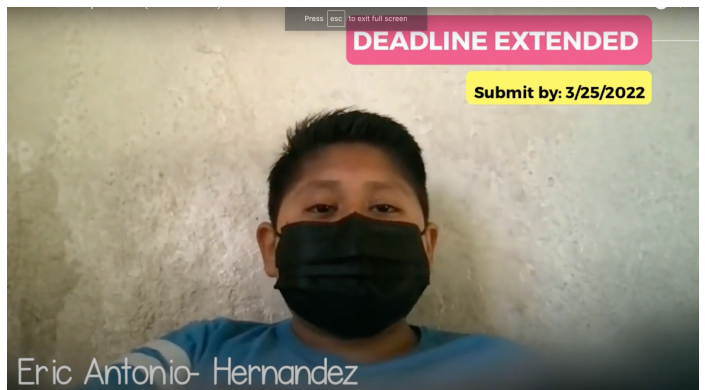 Press esc to exit full screen
DEADLINE EXTENDED
Submit by: 3/25/2022
Eric Antonio- Hernandez